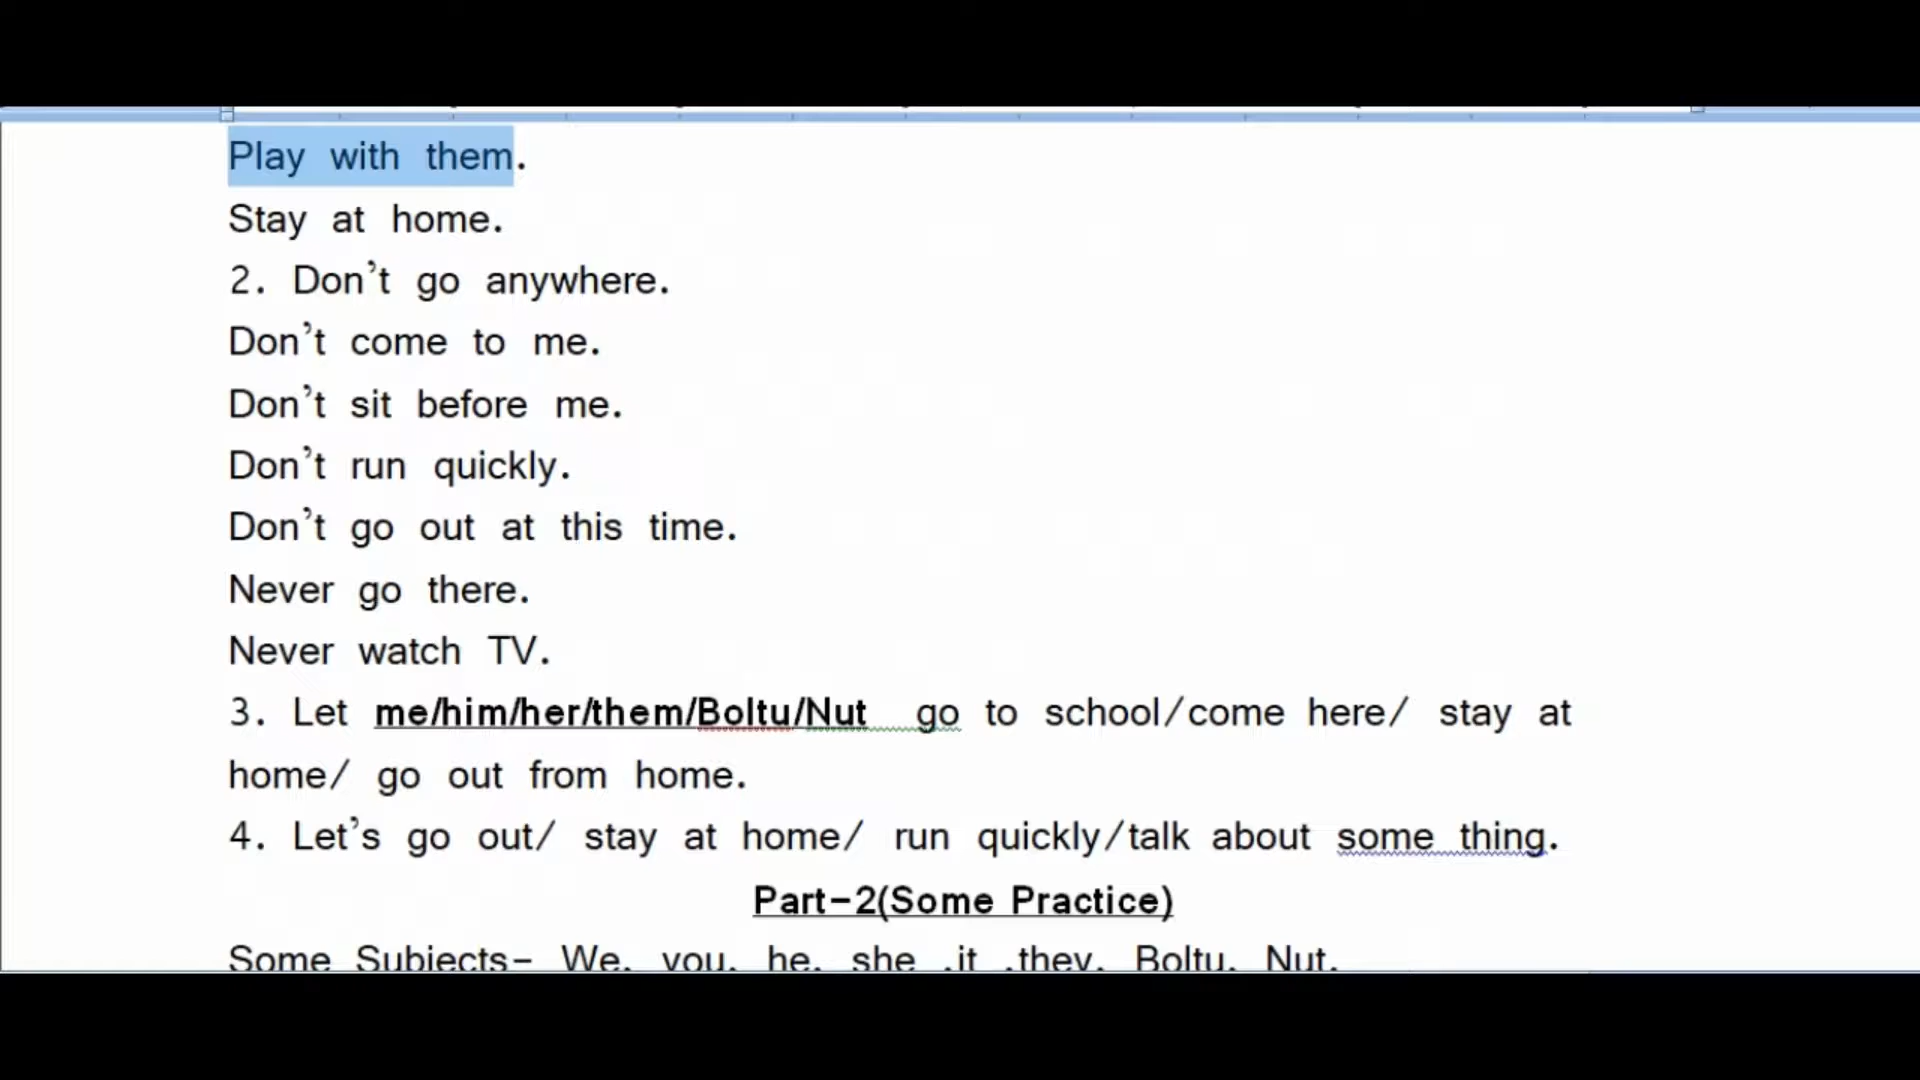 Play with them.
Stay at home.
2. Don't go anywhere.
Don't come to me.
Don't sit before me.
Don't run quickly.
Don't go out at this time.
Never go there.
Never watch TV.
3. Let me/him/her/them/Boltu/Nut go to school/come here/ stay at
home/ go out from home.
4. Let's go out/ stay at home/ run quickly/talk about some thing.
Part-2(Some Practice)
Some Subjects- We, you, he, she ,it ,they, Boltu, Nut.